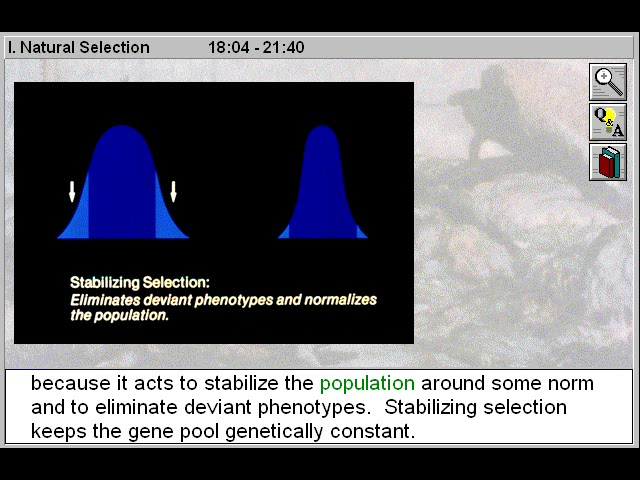 I. Natural Selection 18:04 - 21:40
Q&A
Stabilizing Selection:
Eliminates deviant phenotypes and normalizes
the population.
because it acts to stabilize the population around some norm
and to eliminate deviant phenotypes. Stabilizing selection
keeps the gene pool genetically constant.